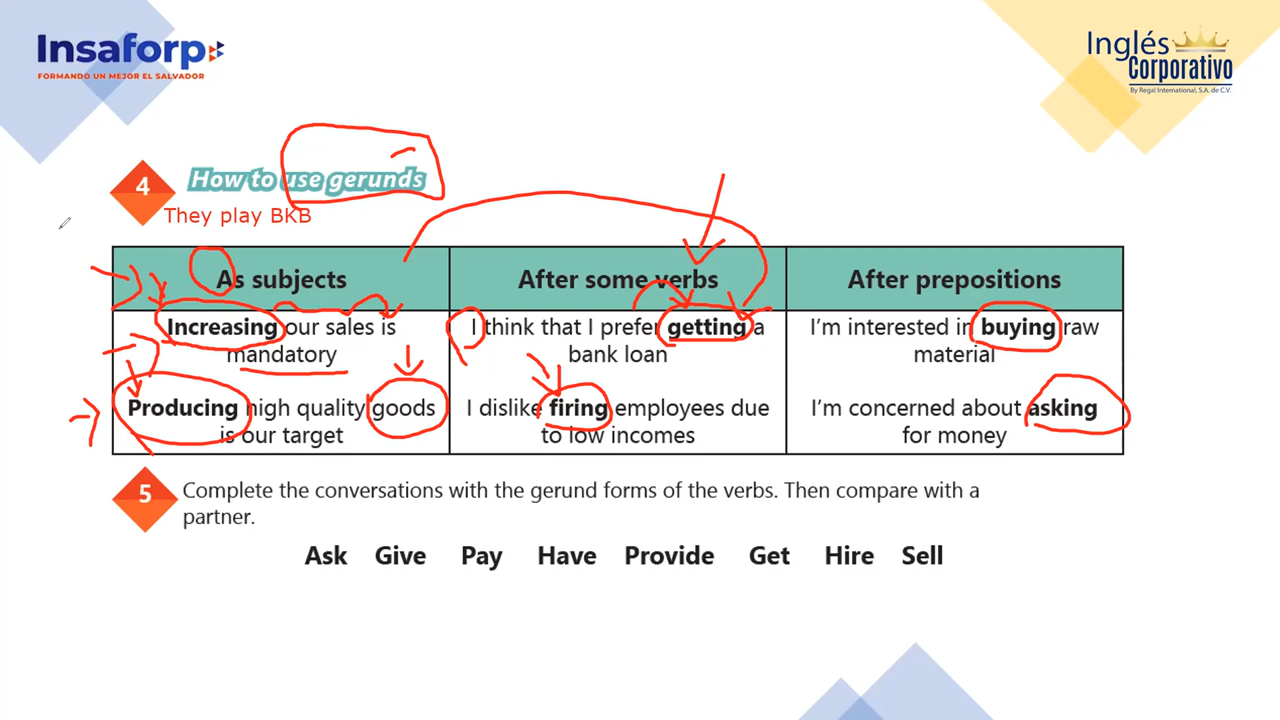 Insaforp
FORMANDO UN MEJOR EL SALVADOR
Inglés
Corporativo
By Regal International, S.A. de C.V.
4
How to use gerunds
They play BKB
As subjects
After some verbs
After prepositions
Increasing our sales is
mandatory
I think that I prefer getting a
bank loan
I'm interested in buying raw
material
Producing high quality goods
is our target
I dislike firing employees due
to low incomes
I'm concerned about asking
for money
5
Complete the conversations with the gerund forms of the verbs. Then compare with a
partner.
Ask Give Pay Have Provide Get Hire Sell